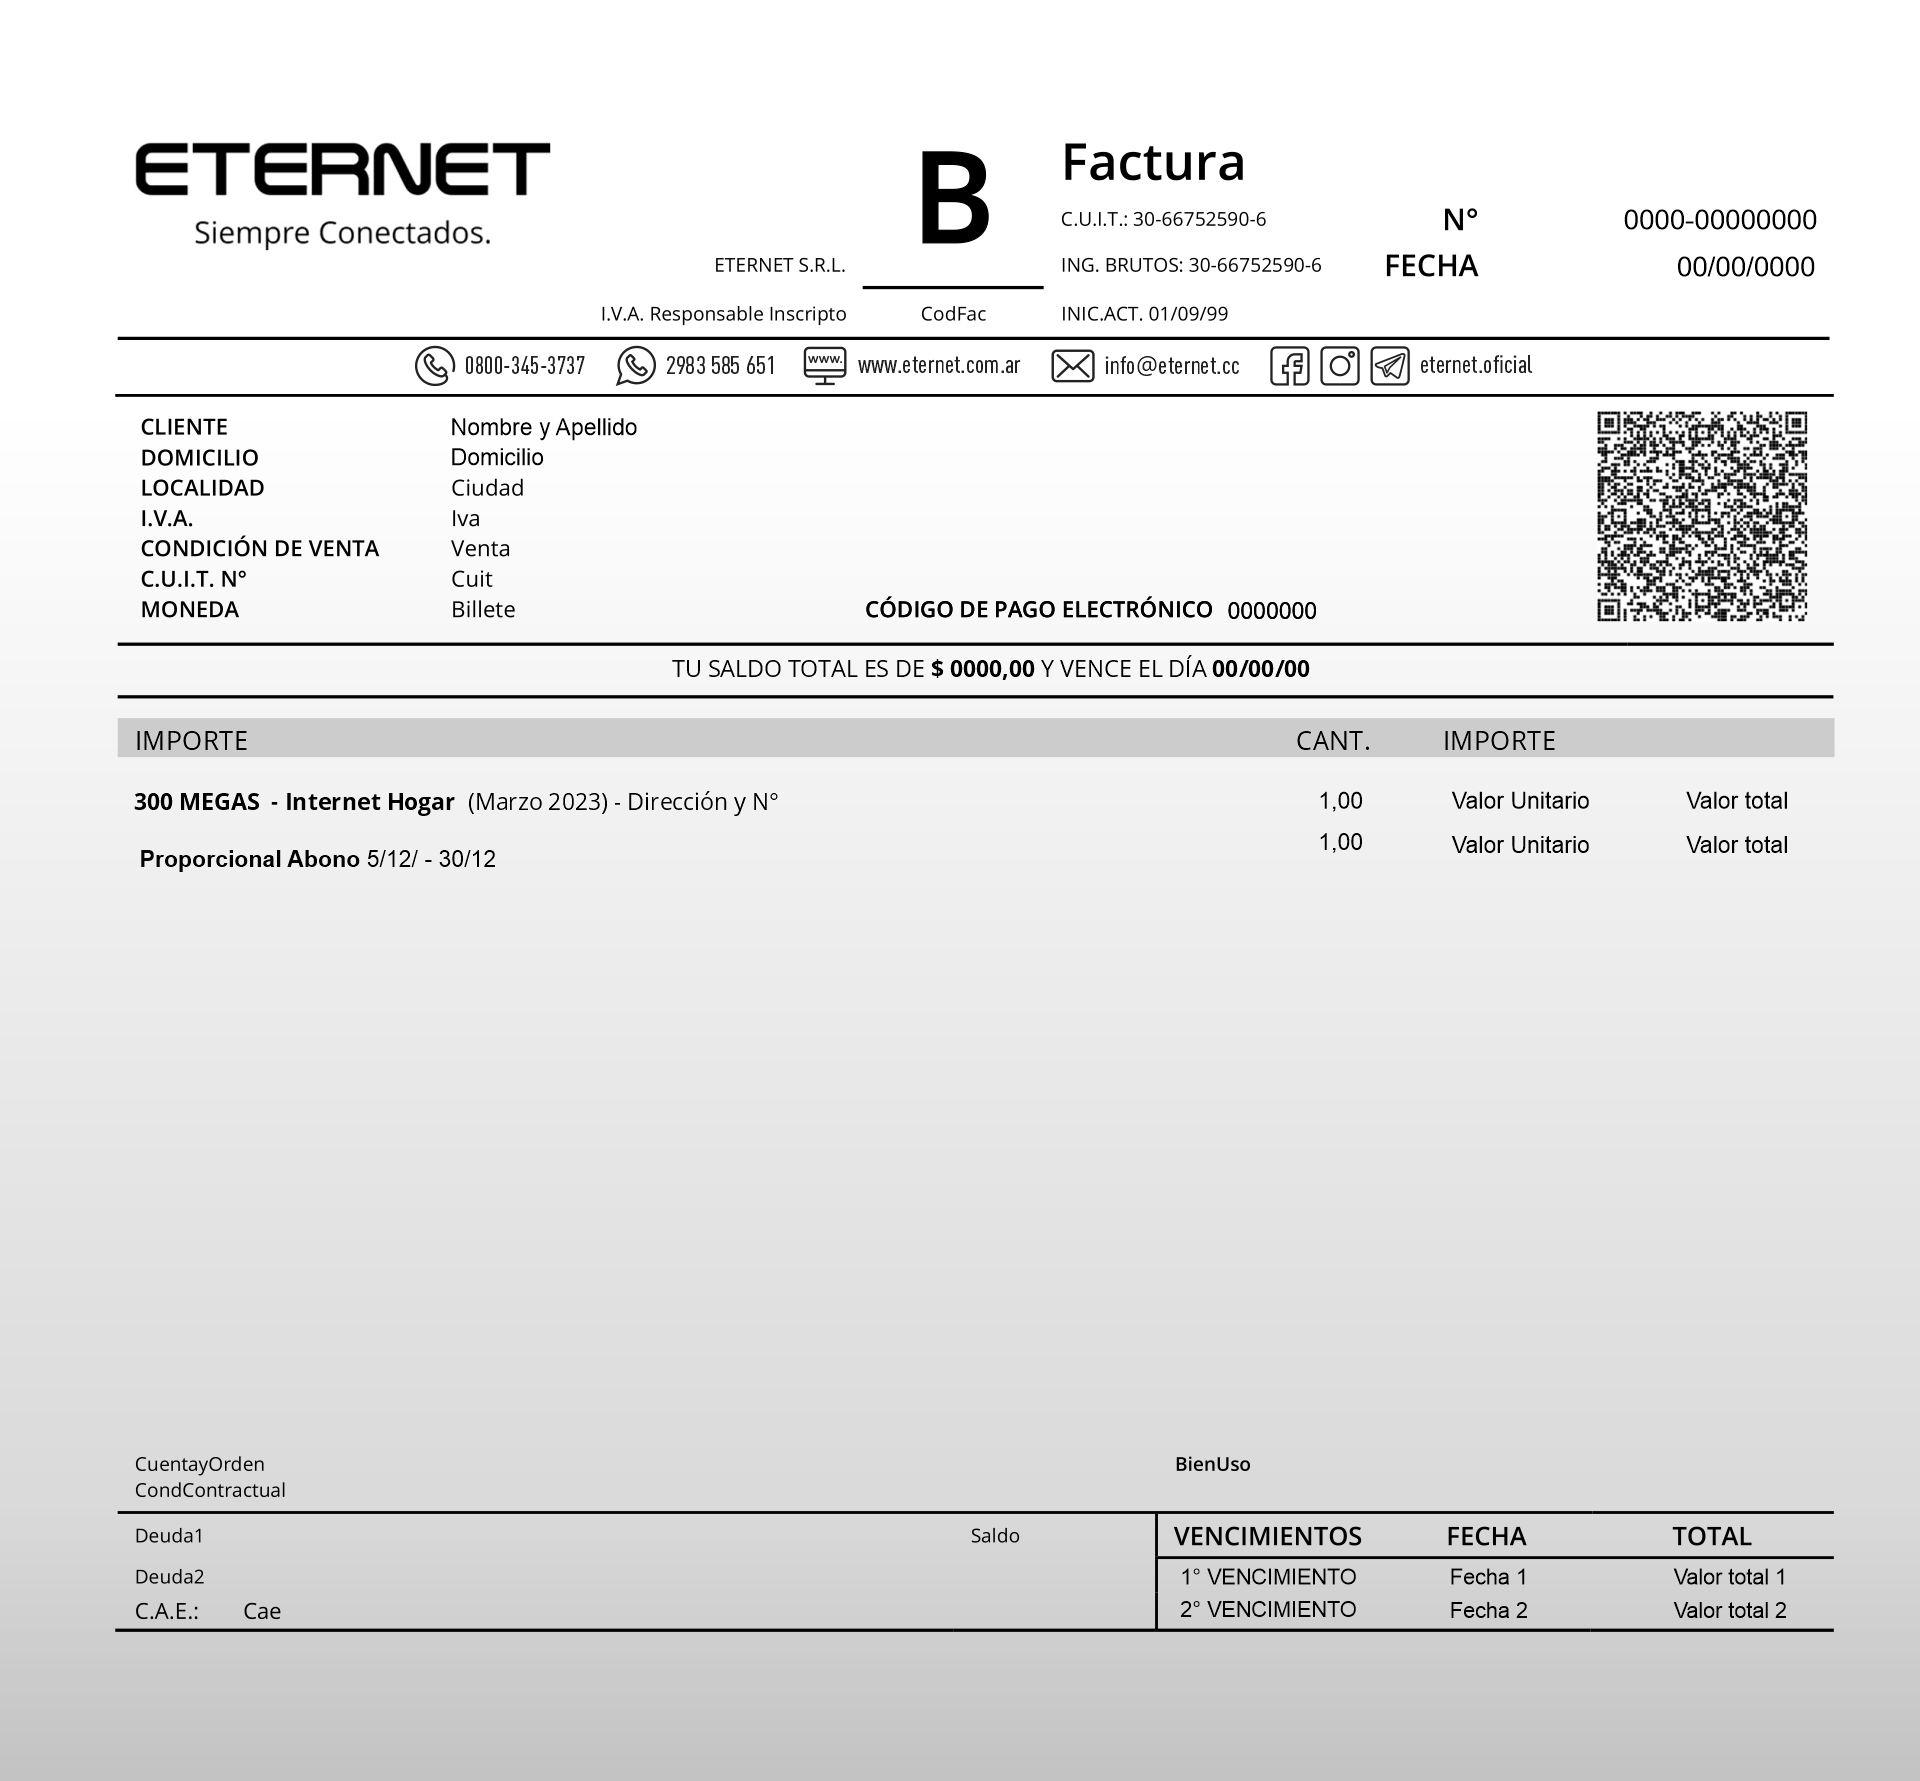 ETERNET
Siempre Conectados.
ETERNET S.R.L.
I.V.A. Responsable Inscripto
B
CodFac
Factura
C.U.I.T.: 30-66752590-6
ING. BRUTOS: 30-66752590-6
INIC.ACT. 01/09/99
N° 0000-00000000
FECHA 00/00/0000
0800-345-3737 2983 585 651 www. www.eternet.com.ar info@eternet.cc eternet.oficial
CLIENTE Nombre y Apellido
DOMICILIO Domicilio
LOCALIDAD Ciudad
I.V.A. Iva
CONDICIÓN DE VENTA Venta
C.U.I.T. N° Cuit
MONEDA Billete CÓDIGO DE PAGO ELECTRÓNICO 0000000
TU SALDO TOTAL ES DE $ 0000,00 Y VENCE EL DÍA 00/00/00
IMPORTE CANT. IMPORTE
300 MEGAS - Internet Hogar (Marzo 2023) - Dirección y N° 1,00 Valor Unitario Valor total
Proporcional Abono 5/12/ - 30/12 1,00 Valor Unitario Valor total
CuentayOrden BienUso
CondContractual
Deuda1 Saldo
Deuda2
C.A.E.: Cae
VENCIMIENTOS FECHA TOTAL
1° VENCIMIENTO Fecha 1 Valor total 1
2° VENCIMIENTO Fecha 2 Valor total 2